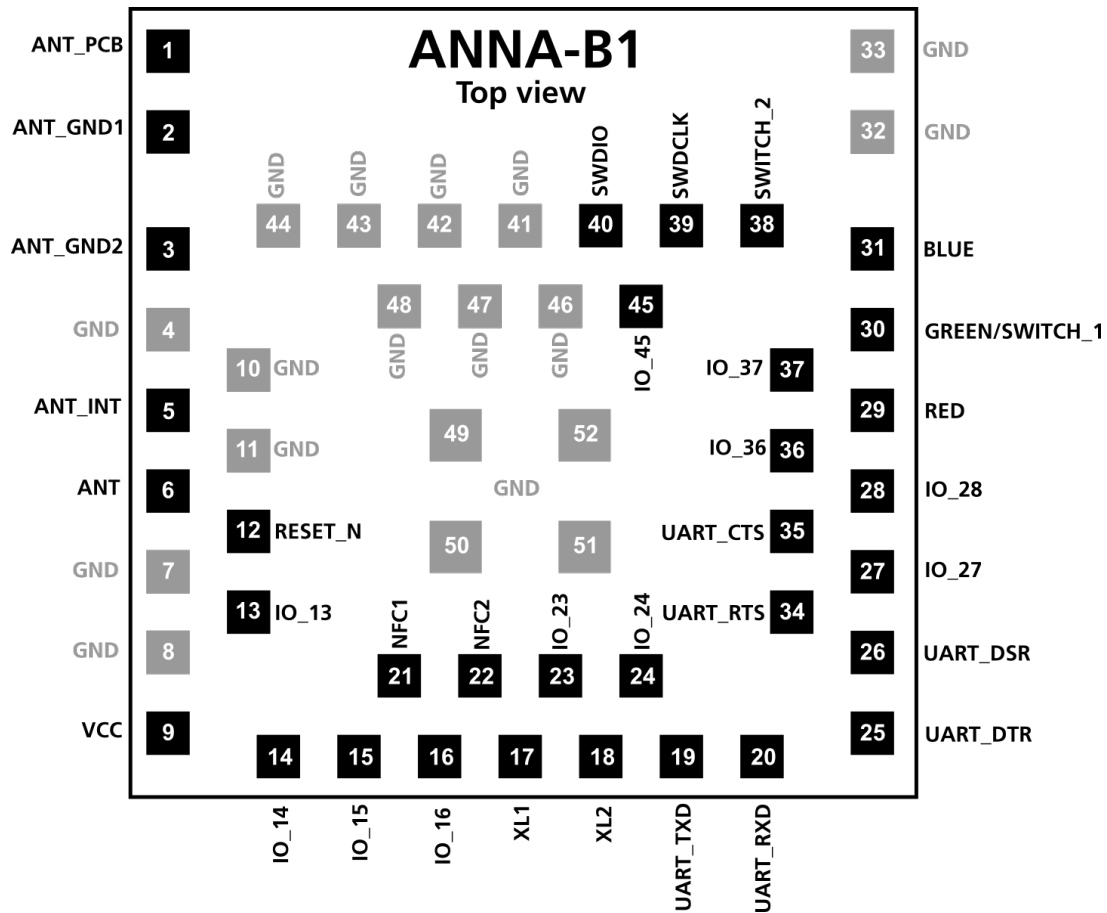 ANNA-B1
Top view
ANT_PCB
1
33
GND
ANT_GND1
2
32
GND
GND
GND
GND
GND
SWDIO
SWDCLK
SWITCH_2
44
43
42
41
40
39
38
ANT_GND2
3
31
BLUE
48
47
46
45
GND
GND
GND
IO_45
GND
4
30
GREEN/SWITCH_1
10
GND
IO_37
37
ANT_INT
5
29
RED
49
52
11
GND
IO_36
36
ANT
6
GND
28
IO_28
12
RESET_N
UART_CTS
35
50
51
GND
7
27
IO_27
13
IO_13
UART_RTS
34
NFC1
NFC2
IO_23
IO_24
GND
8
26
UART_DSR
21
22
23
24
VCC
9
25
UART_DTR
14
15
16
17
18
19
20
IO_14
IO_15
IO_16
XL1
XL2
UART_TXD
UART_RXD